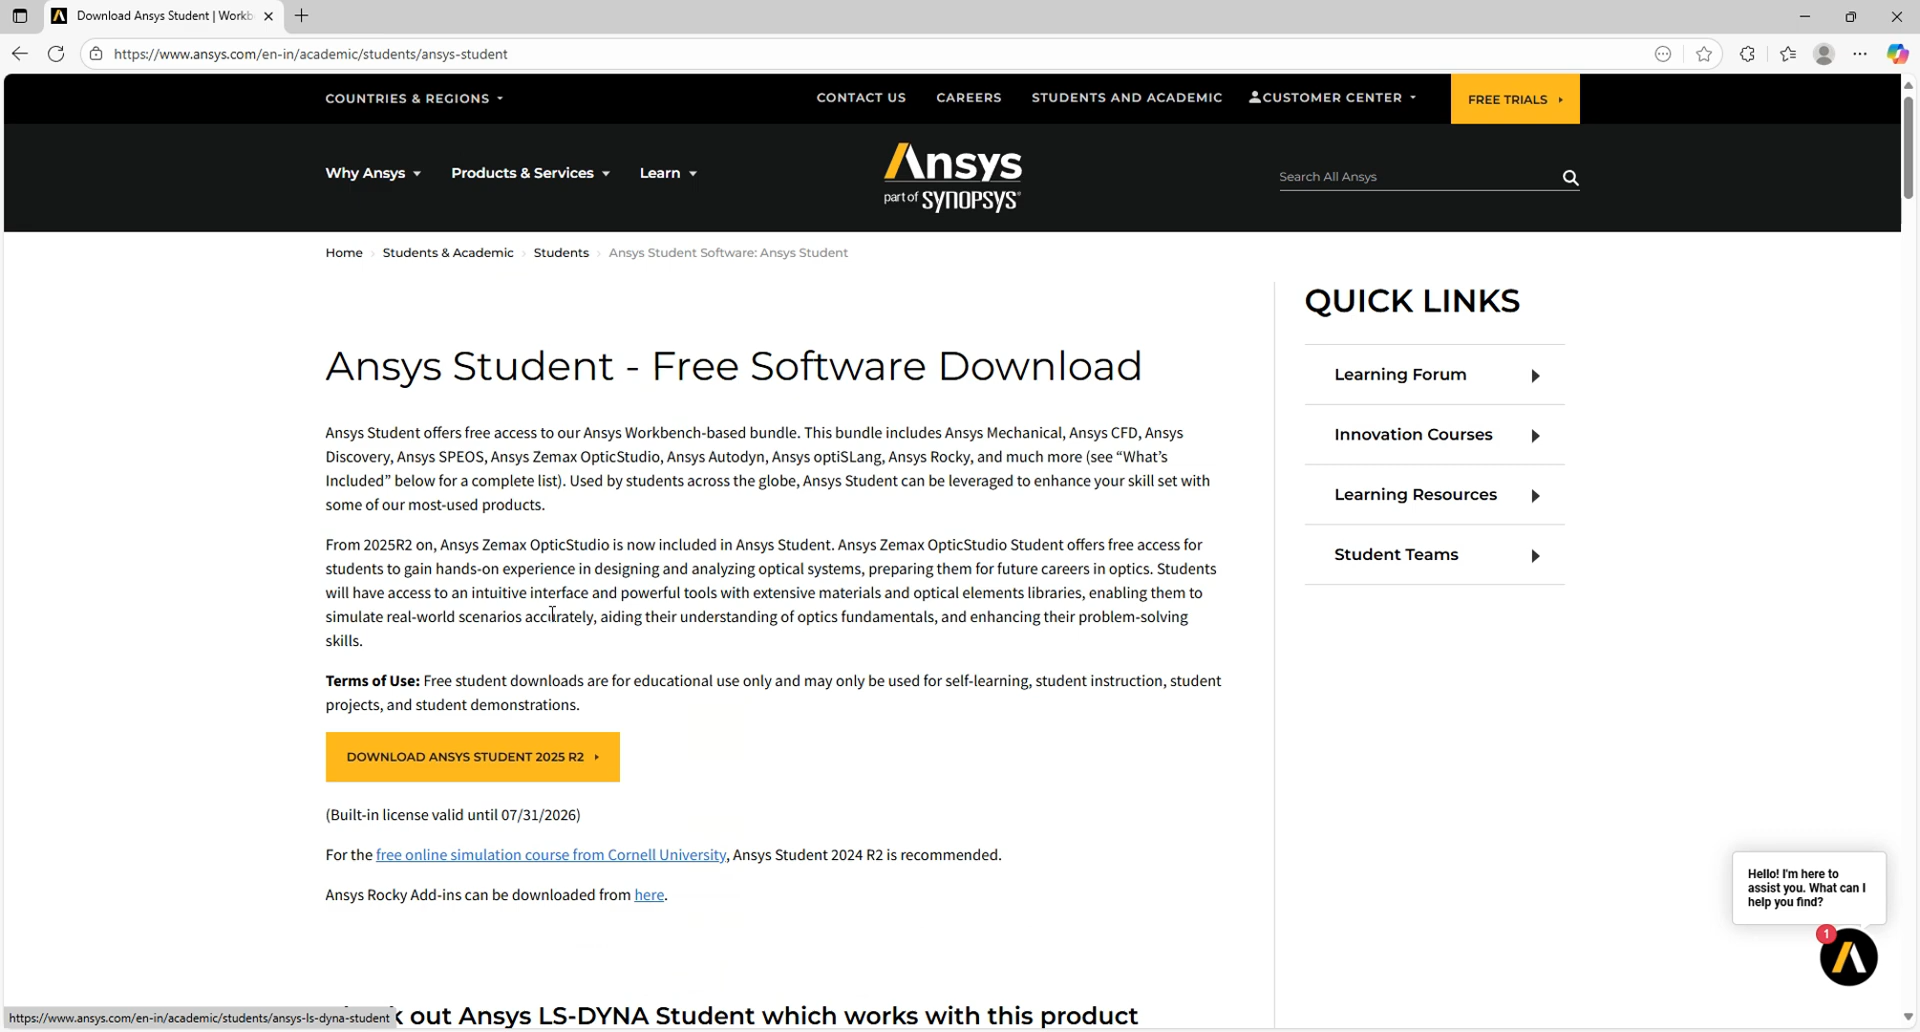 Download Ansys Student | Workb
https://www.ansys.com/en-in/academic/students/ansys-student
COUNTRIES & REGIONS
CONTACT US
CAREERS
STUDENTS AND ACADEMIC
CUSTOMER CENTER
FREE TRIALS
Why Ansys
Products & Services
Learn
Ansys
part of SYNOPSYS®
Search All Ansys
Home
Students & Academic
Students
Ansys Student Software: Ansys Student
Ansys Student - Free Software Download
Ansys Student offers free access to our Ansys Workbench-based bundle. This bundle includes Ansys Mechanical, Ansys CFD, Ansys
Discovery, Ansys SPEOS, Ansys Zemax OpticStudio, Ansys Autodyn, Ansys optiSLang, Ansys Rocky, and much more (see “What’s
Included” below for a complete list). Used by students across the globe, Ansys Student can be leveraged to enhance your skill set with
some of our most-used products.
From 2025R2 on, Ansys Zemax OpticStudio is now included in Ansys Student. Ansys Zemax OpticStudio Student offers free access for
students to gain hands-on experience in designing and analyzing optical systems, preparing them for future careers in optics. Students
will have access to an intuitive interface and powerful tools with extensive materials and optical elements libraries, enabling them to
simulate real-world scenarios accurately, aiding their understanding of optics fundamentals, and enhancing their problem-solving
skills.
Terms of Use: Free student downloads are for educational use only and may only be used for self-learning, student instruction, student
projects, and student demonstrations.
DOWNLOAD ANSYS STUDENT 2025 R2
(Built-in license valid until 07/31/2026)
For the free online simulation course from Cornell University, Ansys Student 2024 R2 is recommended.
Ansys Rocky Add-ins can be downloaded from here.
k out Ansys LS-DYNA Student which works with this product
QUICK LINKS
Learning Forum
Innovation Courses
Learning Resources
Student Teams
Hello! I'm here to
assist you. What can I
help you find?
1
https://www.ansys.com/en-in/academic/students/ansys-ls-dyna-student